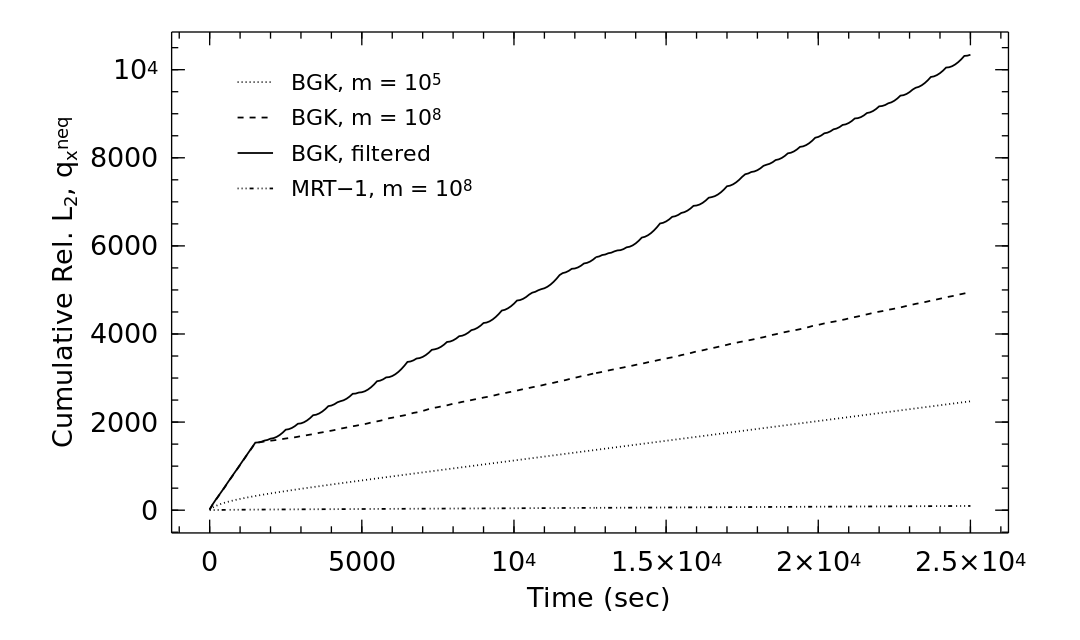 Cumulative Rel. L₂, qₓⁿᵉq
10⁴
8000
6000
4000
2000
0
BGK, m = 10⁵
BGK, m = 10⁸
BGK, filtered
MRT−1, m = 10⁸
0 5000 10⁴ 1.5×10⁴ 2×10⁴ 2.5×10⁴
Time (sec)